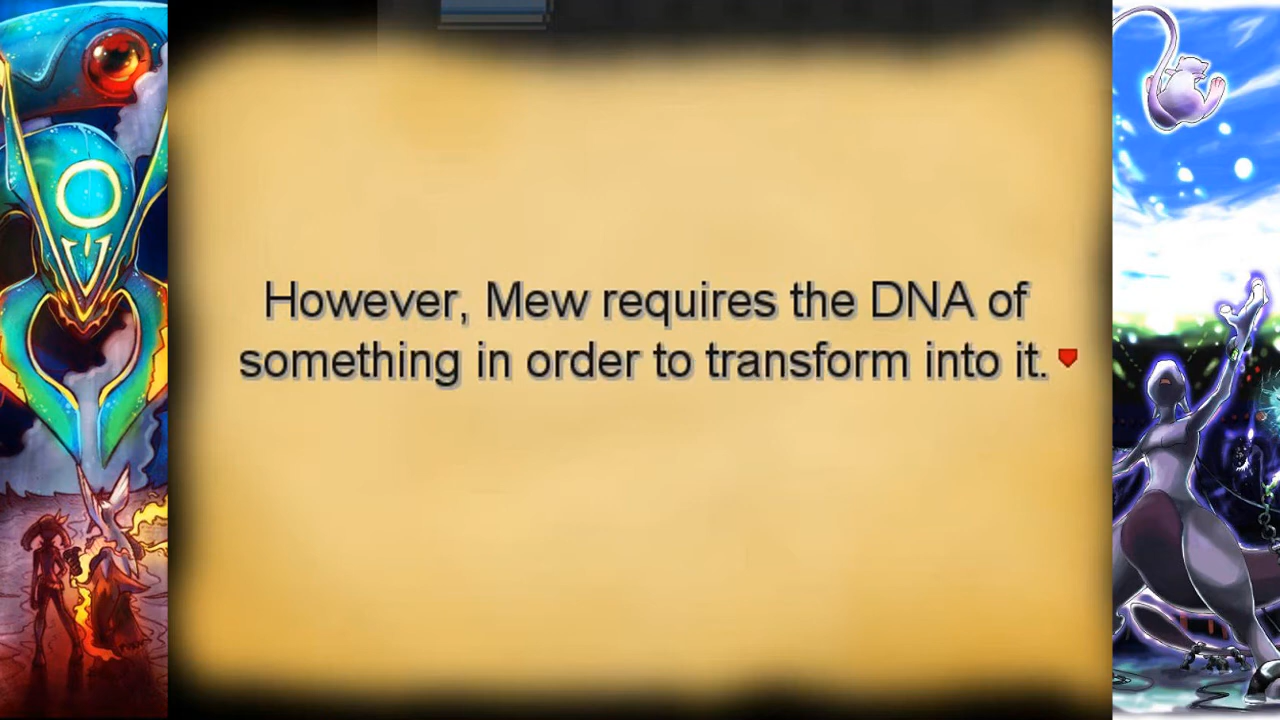 However, Mew requires the DNA of
something in order to transform into it.